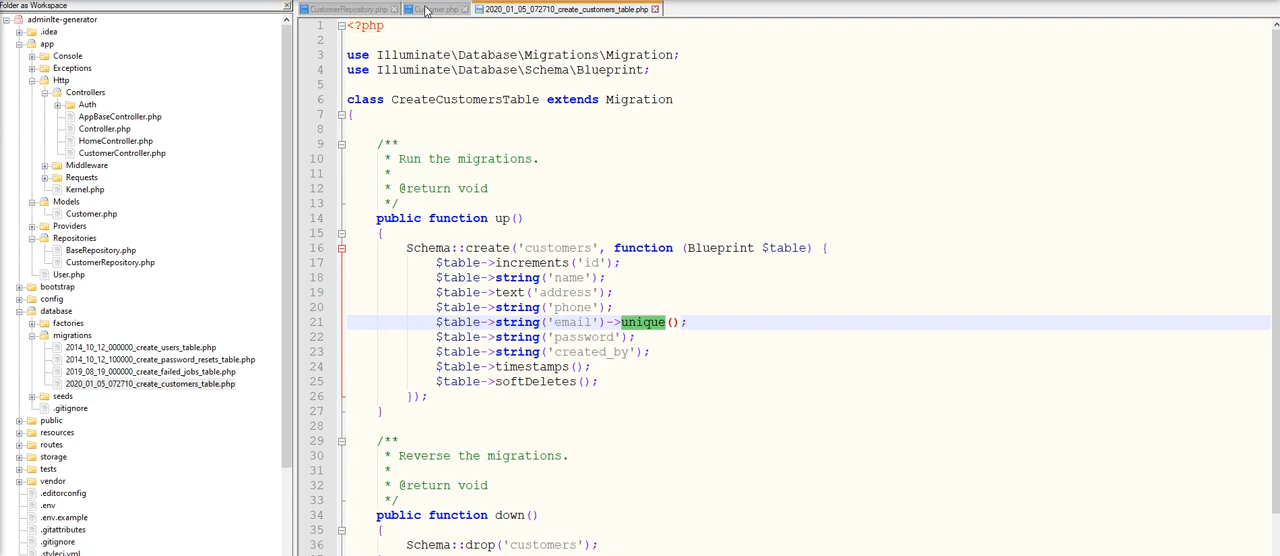 Folder as Workspace
adminlte-generator
.idea
app
Console
Exceptions
Http
Controllers
Auth
AppBaseController.php
Controller.php
HomeController.php
CustomerController.php
Middleware
Requests
Kernel.php
Models
Customer.php
Providers
Repositories
BaseRepository.php
CustomerRepository.php
User.php
bootstrap
config
database
factories
migrations
2014_10_12_000000_create_users_table.php
2014_10_12_100000_create_password_resets_table.php
2019_08_19_000000_create_failed_jobs_table.php
2020_01_05_072710_create_customers_table.php
seeds
.gitignore
public
resources
routes
storage
tests
vendor
.editorconfig
.env
.env.example
.gitattributes
.gitignore
.styleci.yml
CustomerRepository.php Customer.php 2020_01_05_072710_create_customers_table.php
1 <?php
2
3 use Illuminate\Database\Migrations\Migration;
4 use Illuminate\Database\Schema\Blueprint;
5
6 class CreateCustomersTable extends Migration
7 {
8
9 /**
10 * Run the migrations.
11 *
12 * @return void
13 */
14 public function up()
15 {
16 Schema::create('customers', function (Blueprint $table) {
17 $table->increments('id');
18 $table->string('name');
19 $table->text('address');
20 $table->string('phone');
21 $table->string('email')->unique();
22 $table->string('password');
23 $table->string('created_by');
24 $table->timestamps();
25 $table->softDeletes();
26 });
27 }
28
29 /**
30 * Reverse the migrations.
31 *
32 * @return void
33 */
34 public function down()
35 {
36 Schema::drop('customers');